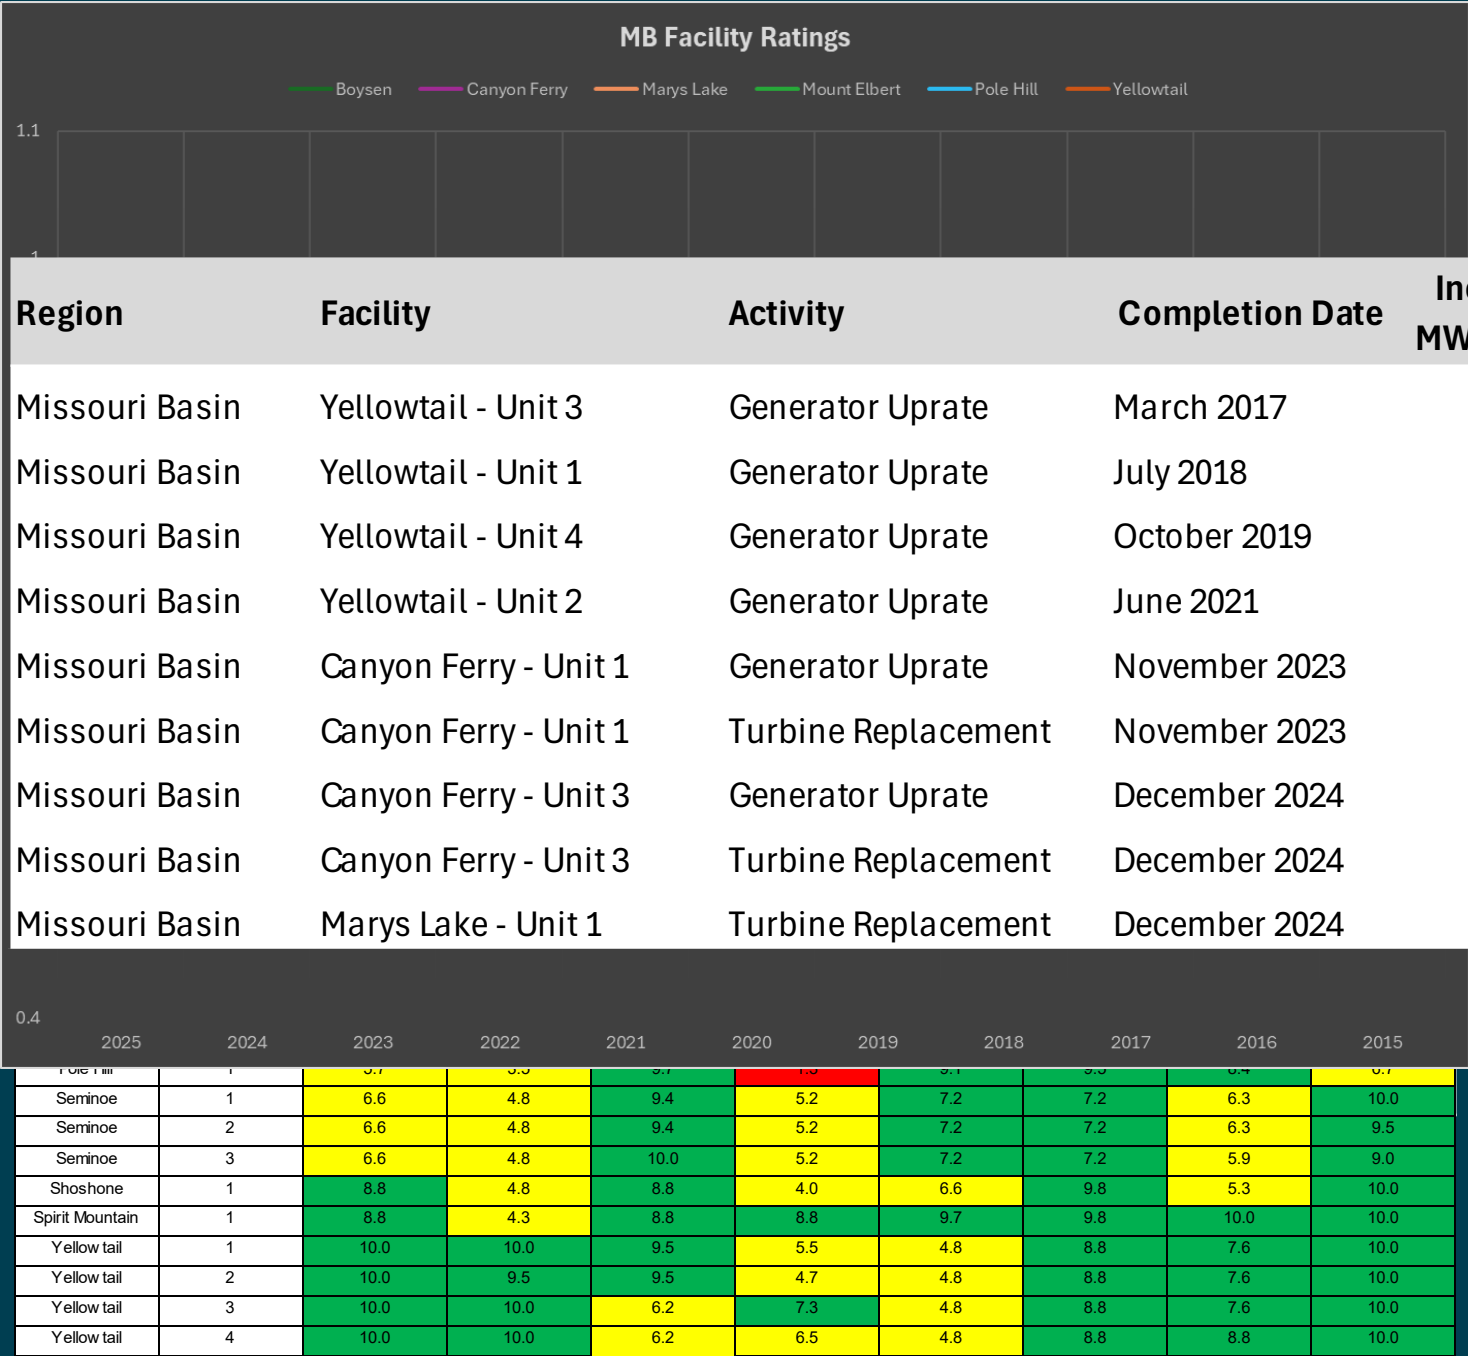 MB Facility Ratings
Boysen Canyon Ferry Marys Lake Mount Elbert Pole Hill Yellowtail
1.1
1
Region Facility Activity Completion Date
Missouri Basin Yellowtail - Unit 3 Generator Uprate March 2017
Missouri Basin Yellowtail - Unit 1 Generator Uprate July 2018
Missouri Basin Yellowtail - Unit 4 Generator Uprate October 2019
Missouri Basin Yellowtail - Unit 2 Generator Uprate June 2021
Missouri Basin Canyon Ferry - Unit 1 Generator Uprate November 2023
Missouri Basin Canyon Ferry - Unit 1 Turbine Replacement November 2023
Missouri Basin Canyon Ferry - Unit 3 Generator Uprate December 2024
Missouri Basin Canyon Ferry - Unit 3 Turbine Replacement December 2024
Missouri Basin Marys Lake - Unit 1 Turbine Replacement December 2024
0.4
2025 2024 2023 2022 2021 2020 2019 2018 2017 2016 2015
Pole Hill 1
Seminoe 1 6.6 4.8 9.4 5.2 7.2 7.2 6.3 10.0
Seminoe 2 6.6 4.8 9.4 5.2 7.2 7.2 6.3 9.5
Seminoe 3 6.6 4.8 10.0 5.2 7.2 7.2 5.9 9.0
Shoshone 1 8.8 4.8 8.8 4.0 6.6 9.8 5.3 10.0
Spirit Mountain 1 8.8 4.3 8.8 8.8 9.7 9.8 10.0 10.0
Yellowtail 1 10.0 10.0 9.5 5.5 4.8 8.8 7.6 10.0
Yellowtail 2 10.0 9.5 9.5 4.7 4.8 8.8 7.6 10.0
Yellowtail 3 10.0 10.0 6.2 7.3 4.8 8.8 7.6 10.0
Yellowtail 4 10.0 10.0 6.2 6.5 4.8 8.8 8.8 10.0